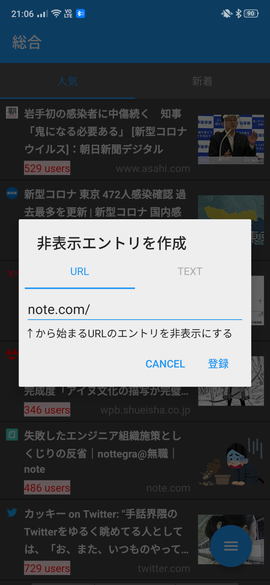 21:06
90
総合
人気
新着
岩手初の感染者に中傷続く 知事
「鬼になる必要ある」 [新型コロナ
ウイルス]：朝日新聞デジタル
529 users
www.asahi.com
新型コロナ 東京 472人感染確認 過
去最多を更新 | 新型コロナ 国内感
非表示エントリを作成
URL
TEXT
note.com/
↑から始まるURLのエントリを非表示にする
CANCEL
登録
完成度「アイヌ文化の描写が完璧...
346 users
wpb.shueisha.co.jp
失敗したエンジニア組織施策とし
くじりの反省｜nottegra@無職｜
note
486 users
note.com
カッキー on Twitter: "手話界隈の
Twitterをゆるく眺めてる人として
は、「お、また、いつものやって...
729 users
twitter.com